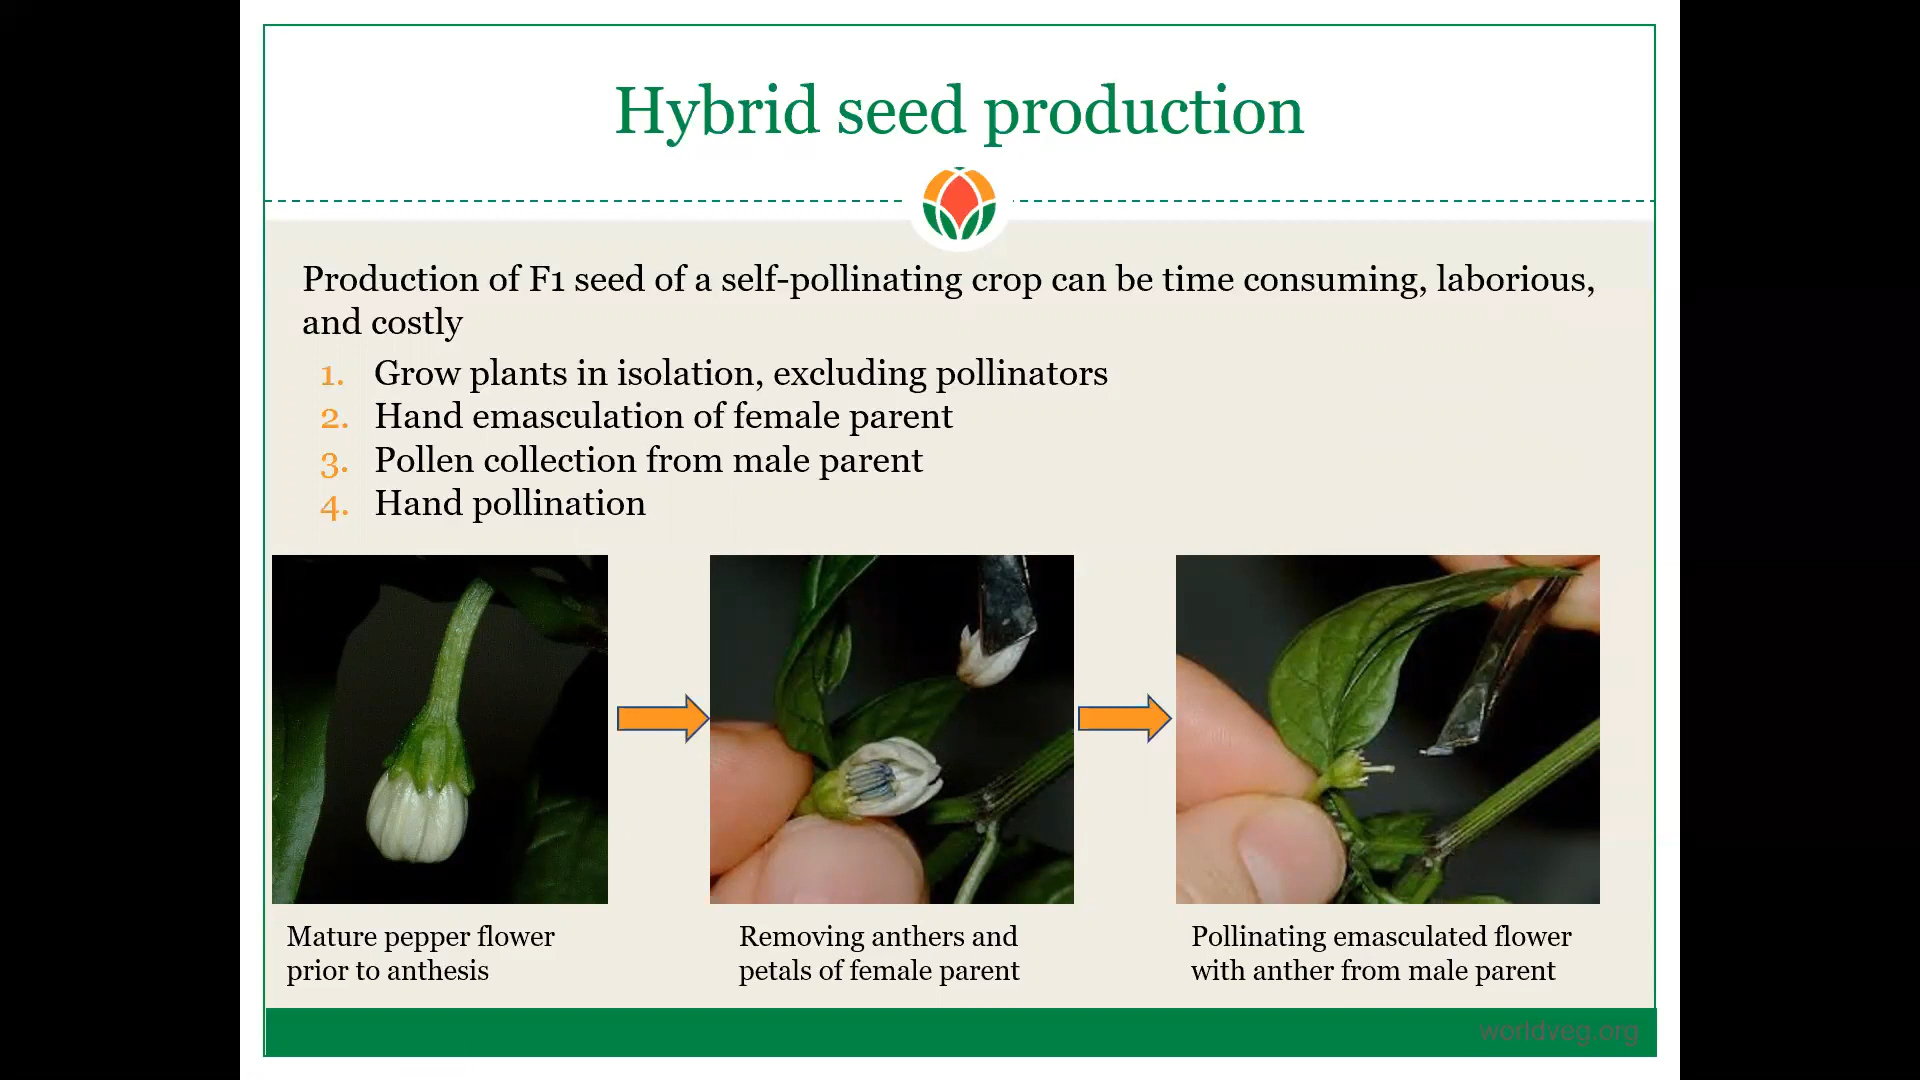 Hybrid seed production
Production of F1 seed of a self-pollinating crop can be time consuming, laborious,
and costly
1. Grow plants in isolation, excluding pollinators
2. Hand emasculation of female parent
3. Pollen collection from male parent
4. Hand pollination
Mature pepper flower
prior to anthesis
Removing anthers and
petals of female parent
Pollinating emasculated flower
with anther from male parent
worldveg.org